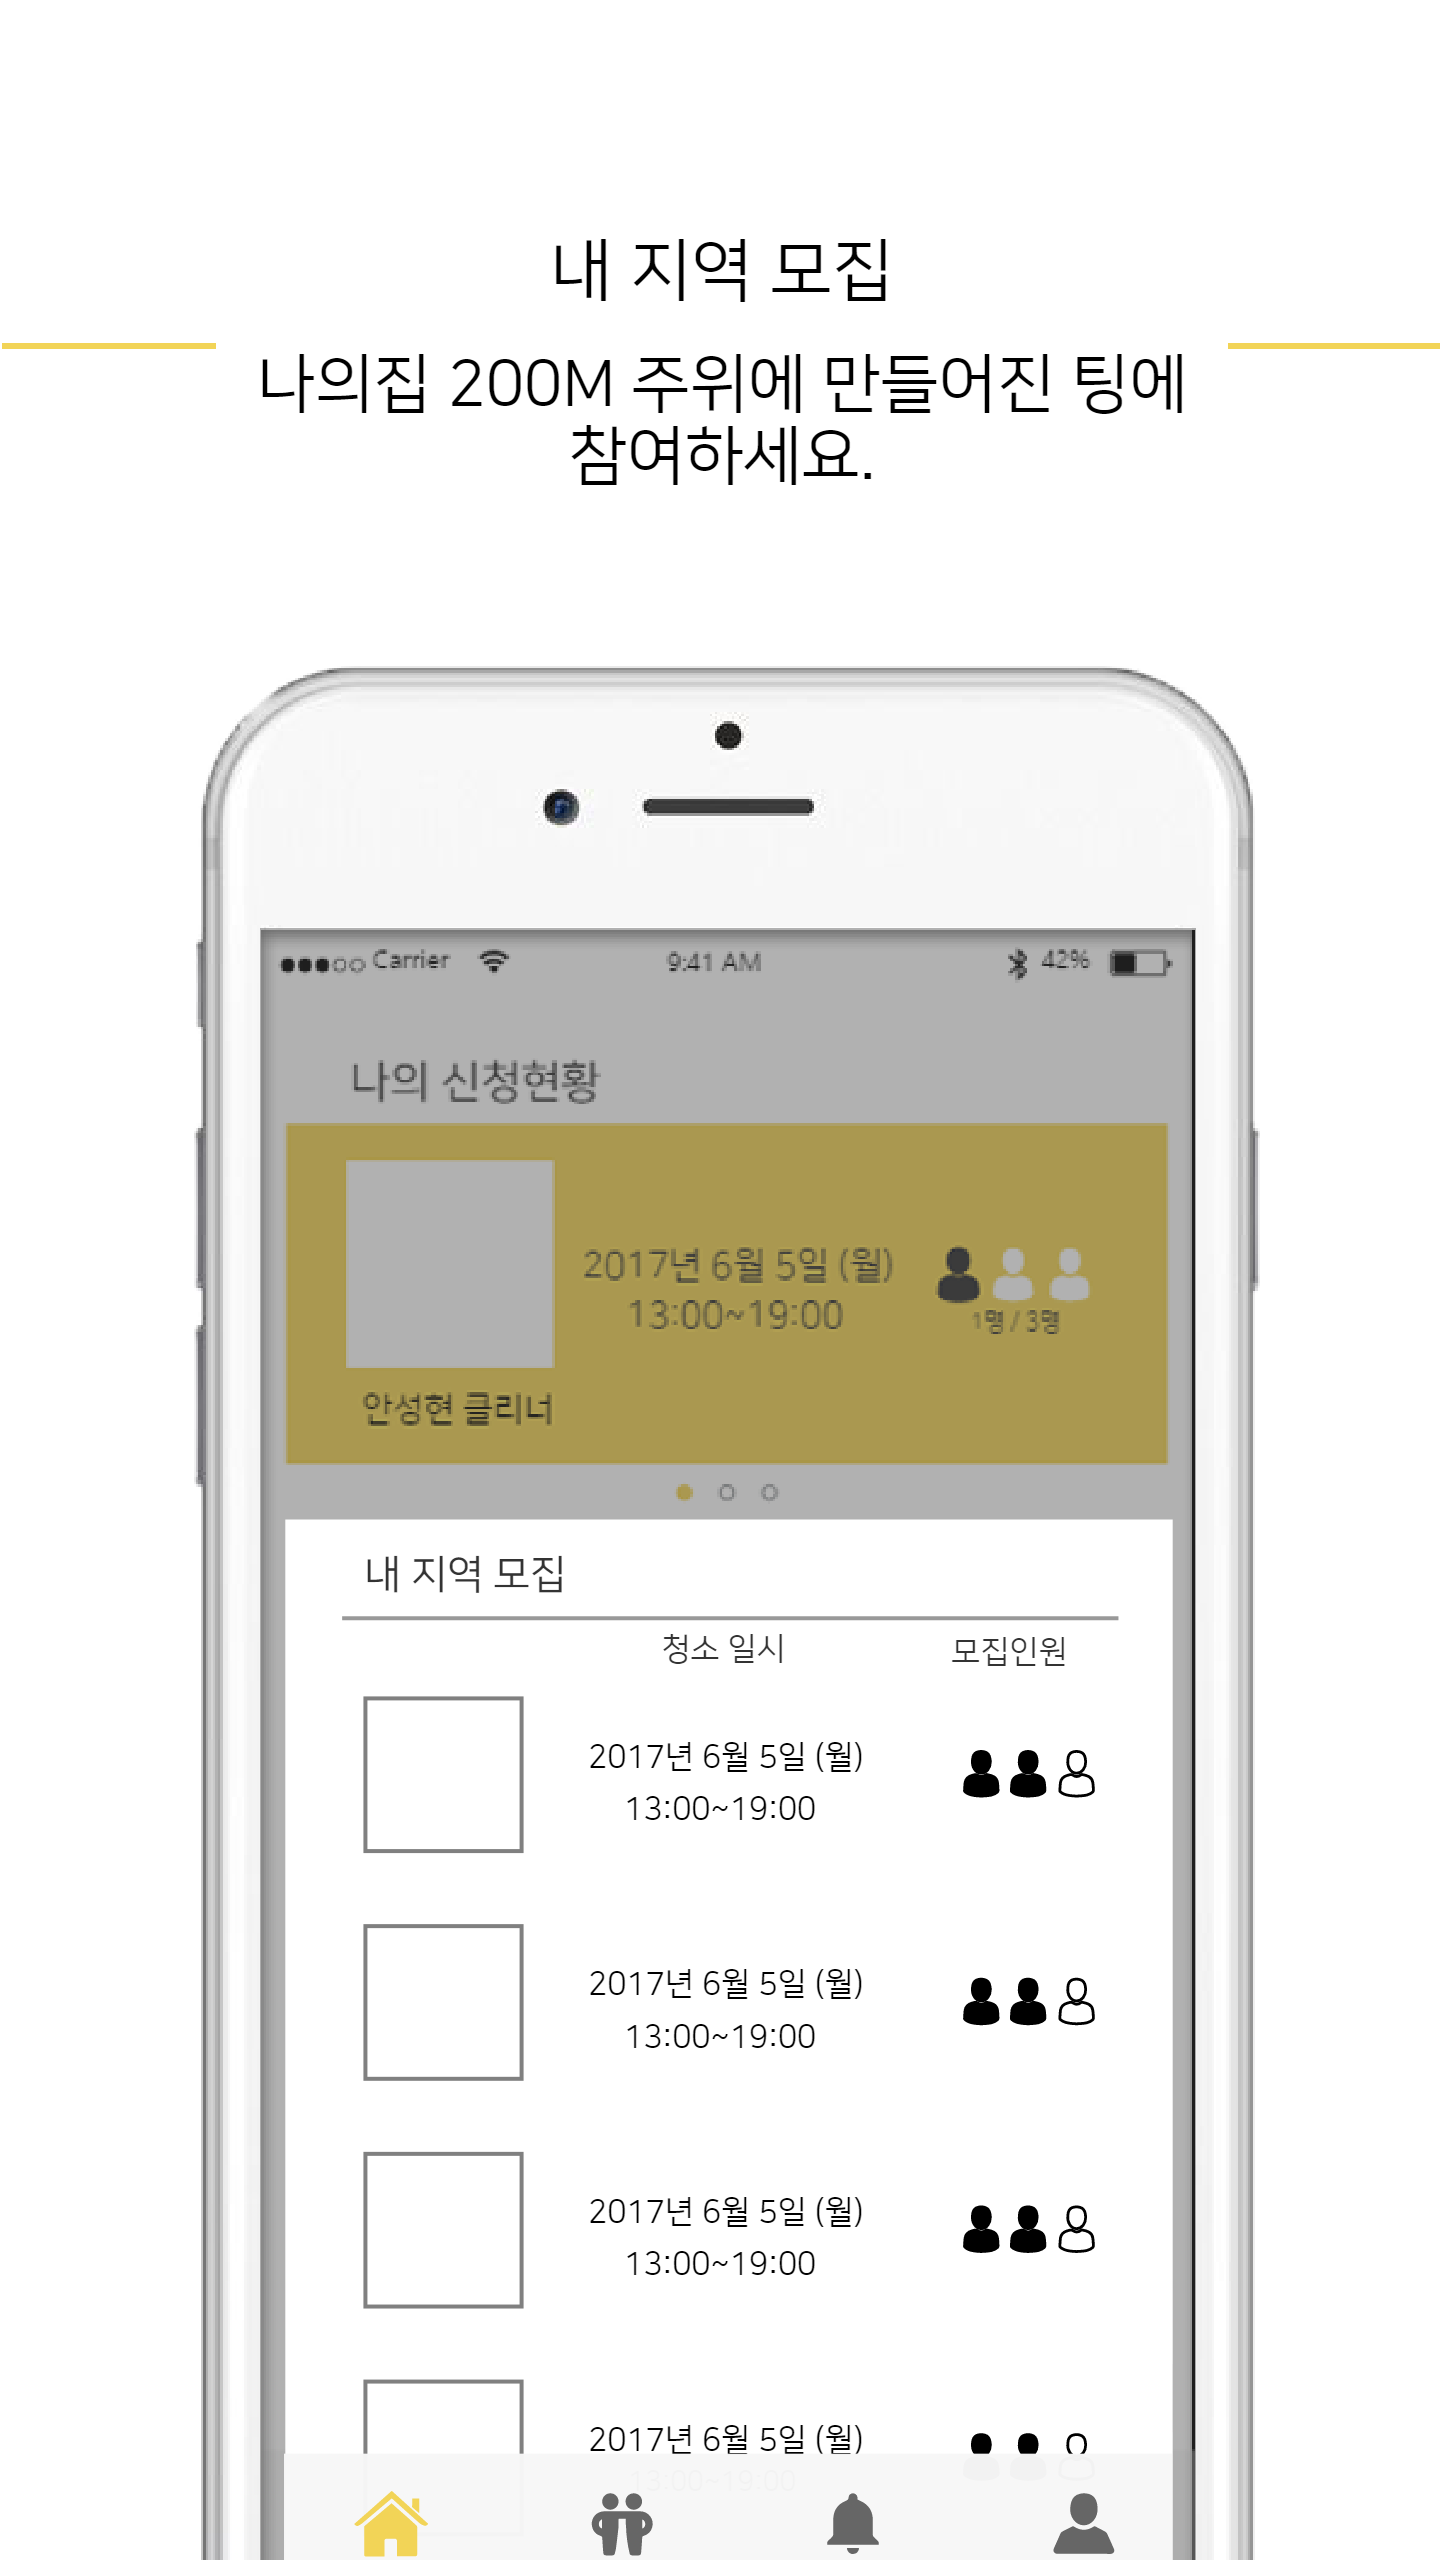 내 지역 모집
나의집 200M 주위에 만들어진 팅에
참여하세요.
Carrier 9:41 AM 42%
나의 신청현황
2017년 6월 5일 (월)
13:00~19:00
1명 / 3명
안성현 클리너
내 지역 모집
청소 일시 모집인원
2017년 6월 5일 (월)
13:00~19:00
2017년 6월 5일 (월)
13:00~19:00
2017년 6월 5일 (월)
13:00~19:00
2017년 6월 5일 (월)
13:00~19:00